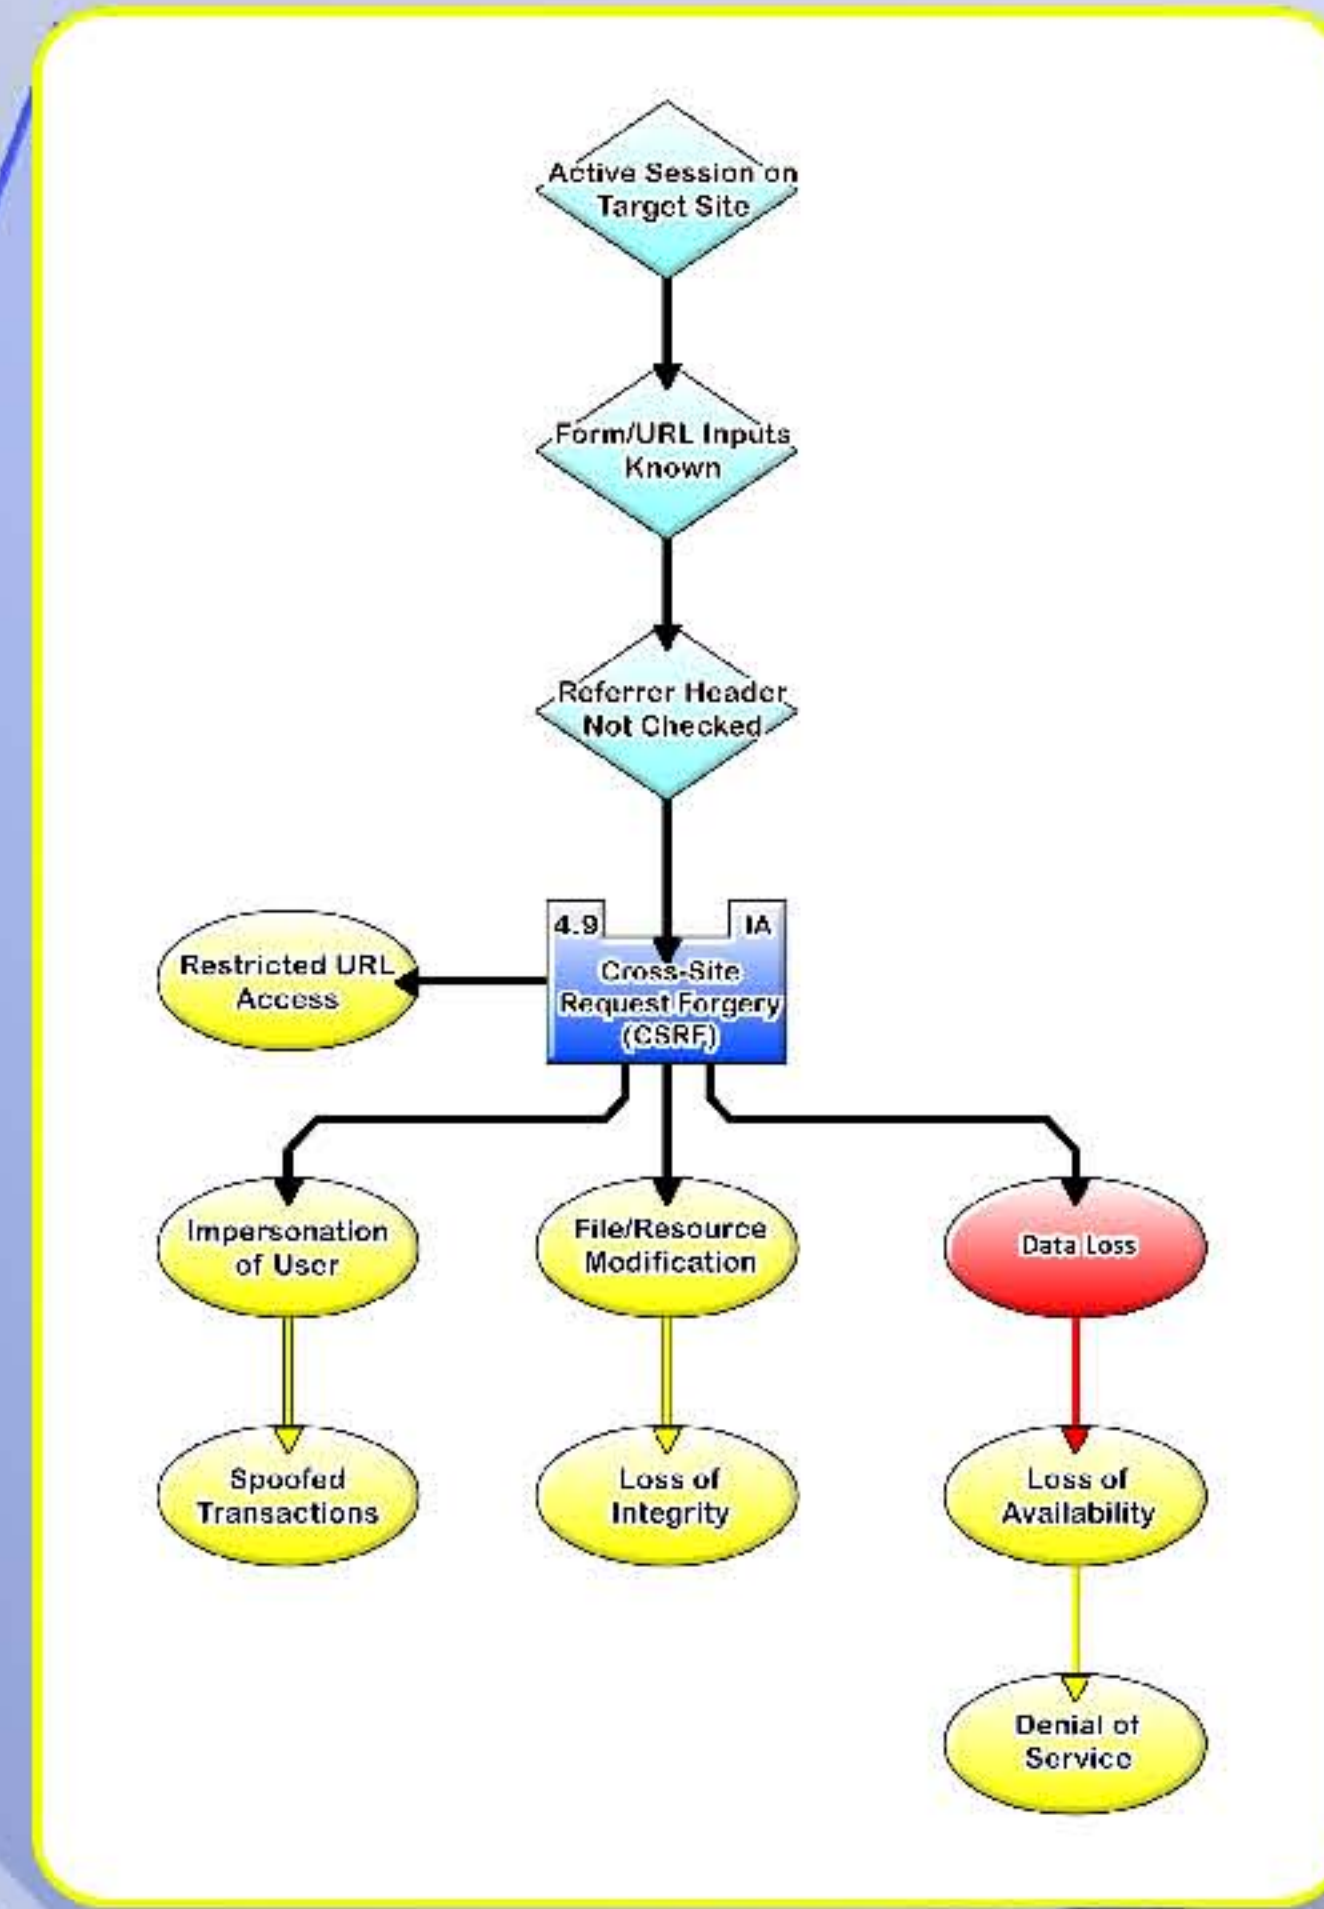 Active Session on
Target Site
Form/URL Inputs
Known
Referrer Header
Not Checked
4.9
IA
Cross-Site
Request Forgery
(CSRF)
Restricted URL
Access
Impersonation
of User
File/Resource
Modification
Data Loss
Spoofed
Transactions
Loss of
Integrity
Loss of
Availability
Denial of
Service